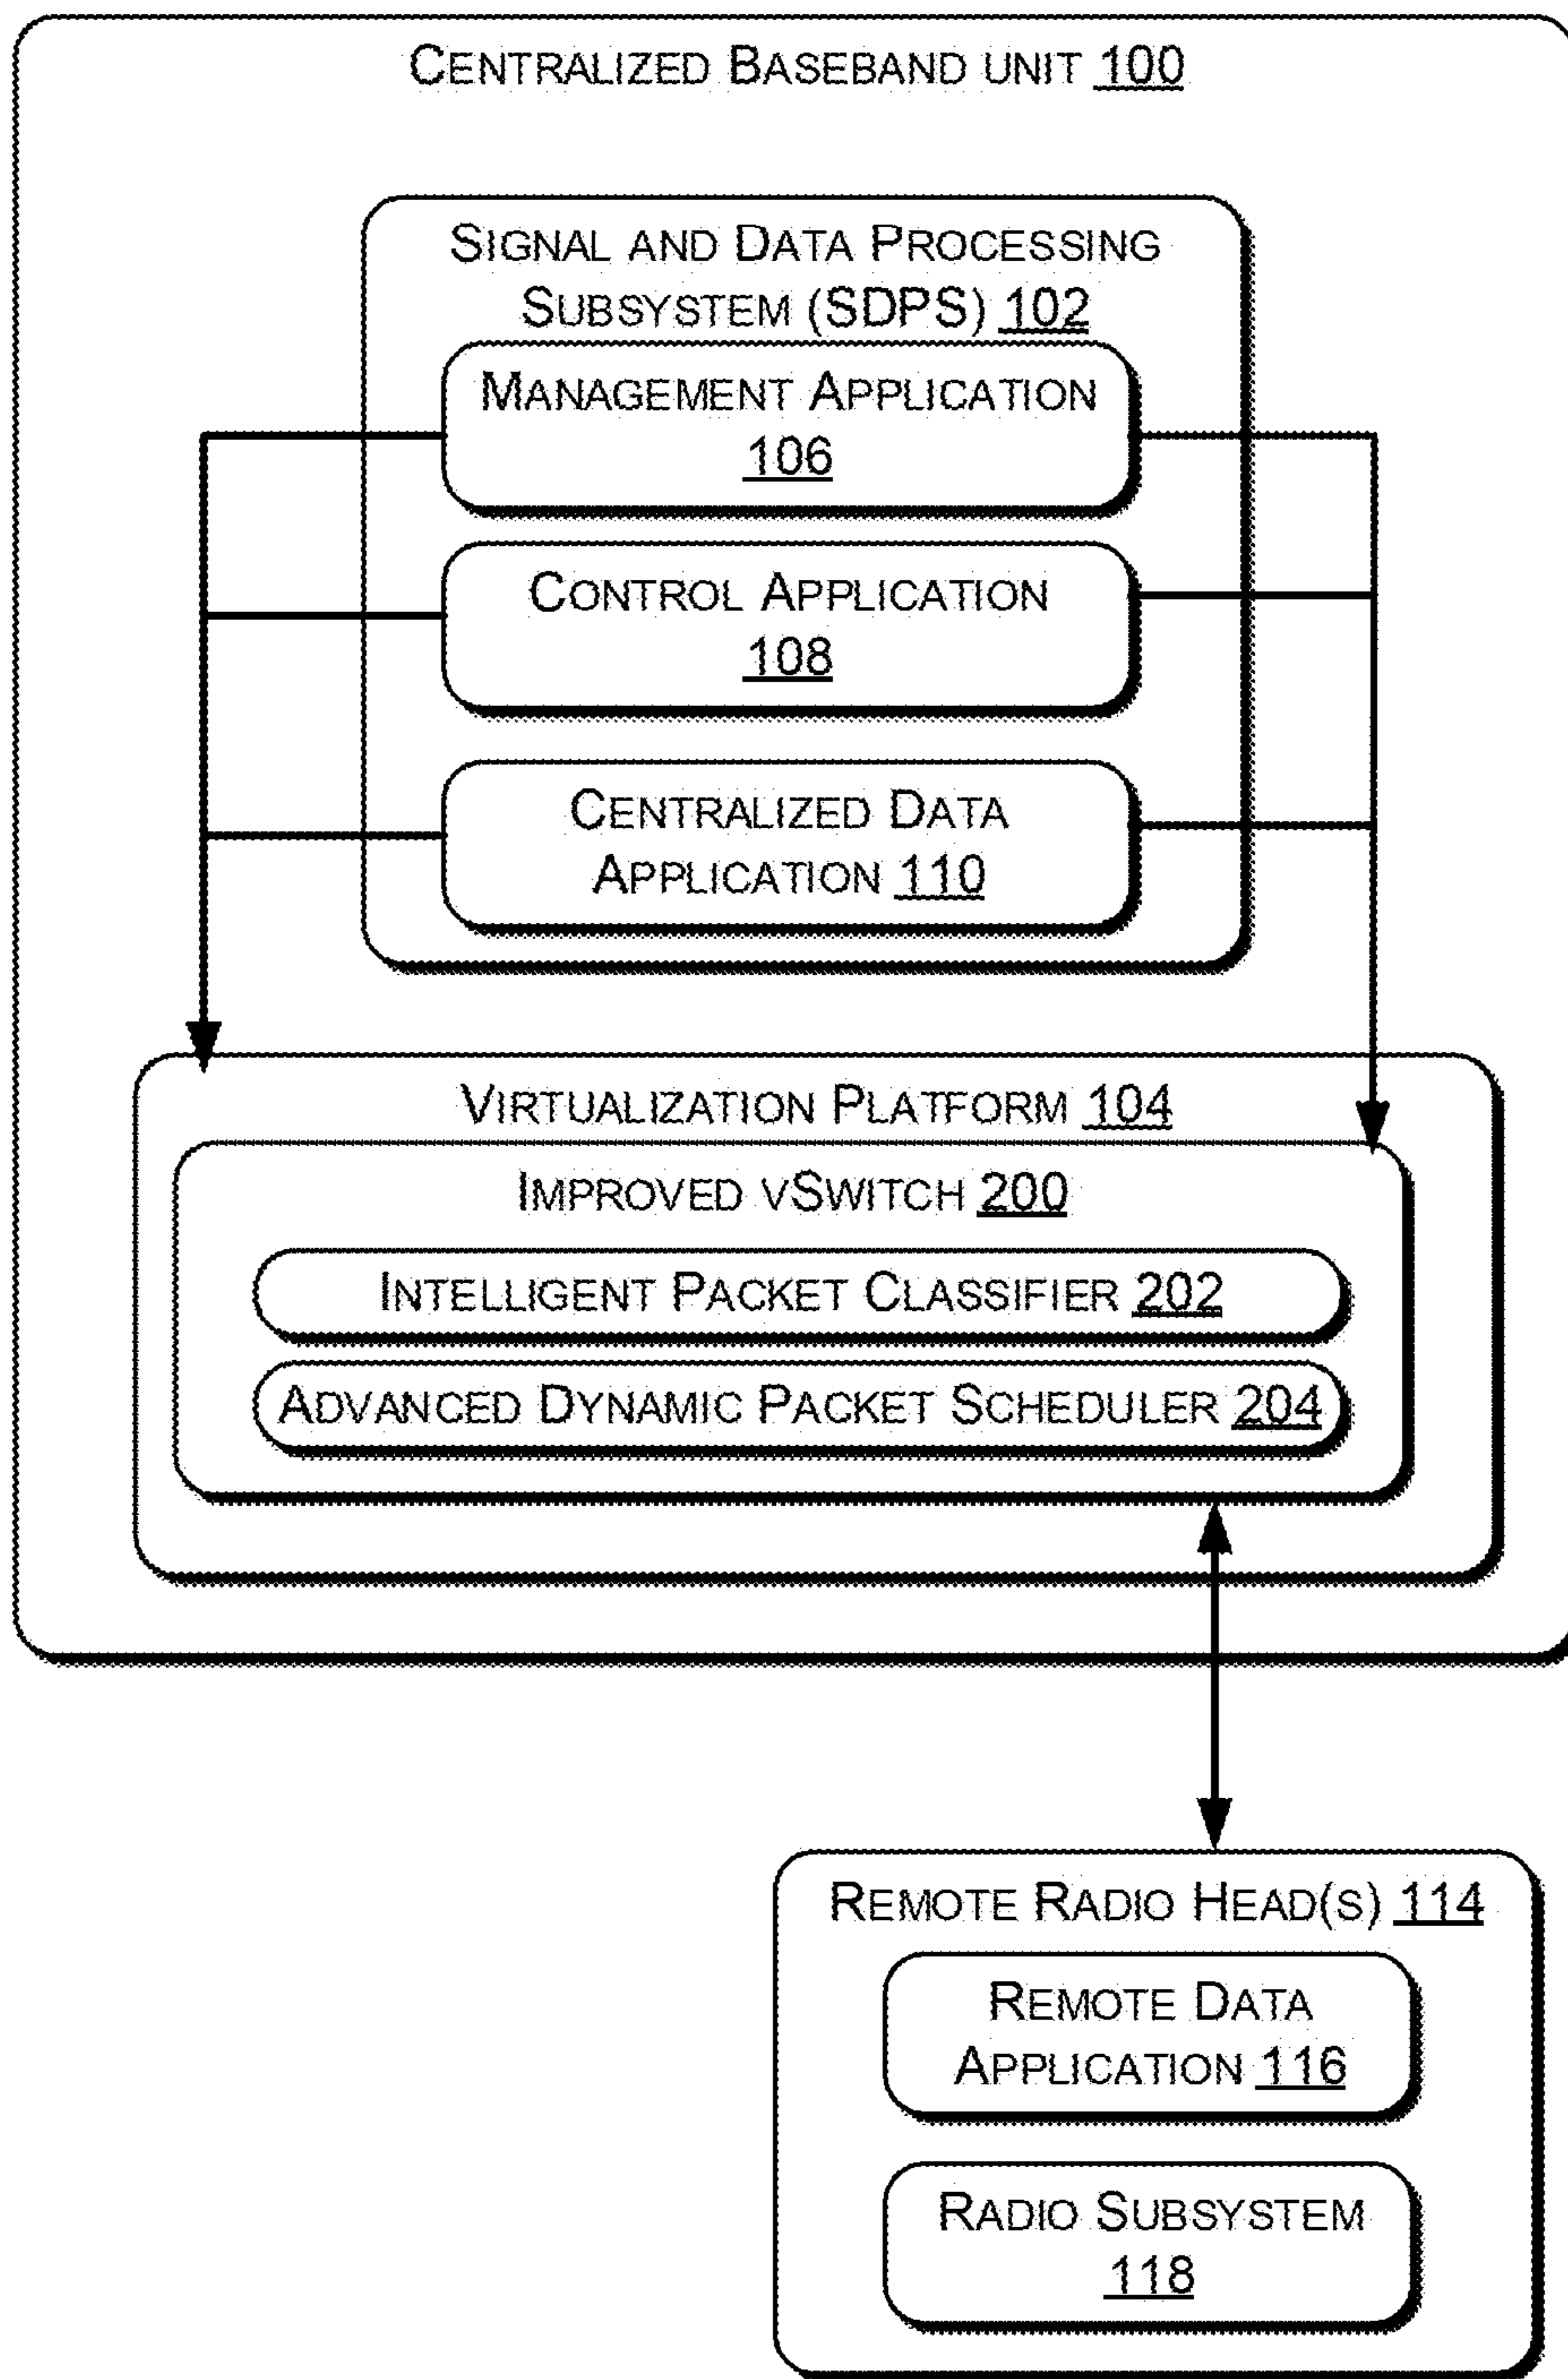 CENTRALIZED BASEBAND UNIT 100
SIGNAL AND DATA PROCESSING
SUBSYSTEM (SDPS) 102
MANAGEMENT APPLICATION
106
CONTROL APPLICATION
108
CENTRALIZED DATA
APPLICATION 110
VIRTUALIZATION PLATFORM 104
IMPROVED VSWITCH 200
INTELLIGENT PACKET CLASSIFIER 202
ADVANCED DYNAMIC PACKET SCHEDULER 204
REMOTE RADIO HEAD(S) 114
REMOTE DATA
APPLICATION 116
RADIO SUBSYSTEM
118